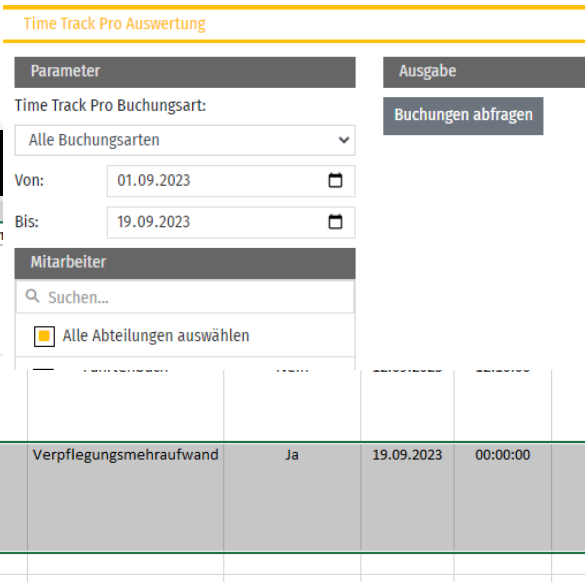 Time Track Pro Auswertung
Parameter
Ausgabe
Time Track Pro Buchungsart:
Buchungen abfragen
Alle Buchungsarten
Von: 01.09.2023
Bis: 19.09.2023
Mitarbeiter
Suchen...
Alle Abteilungen auswählen
Verpflegungsmehraufwand Ja 19.09.2023 00:00:00